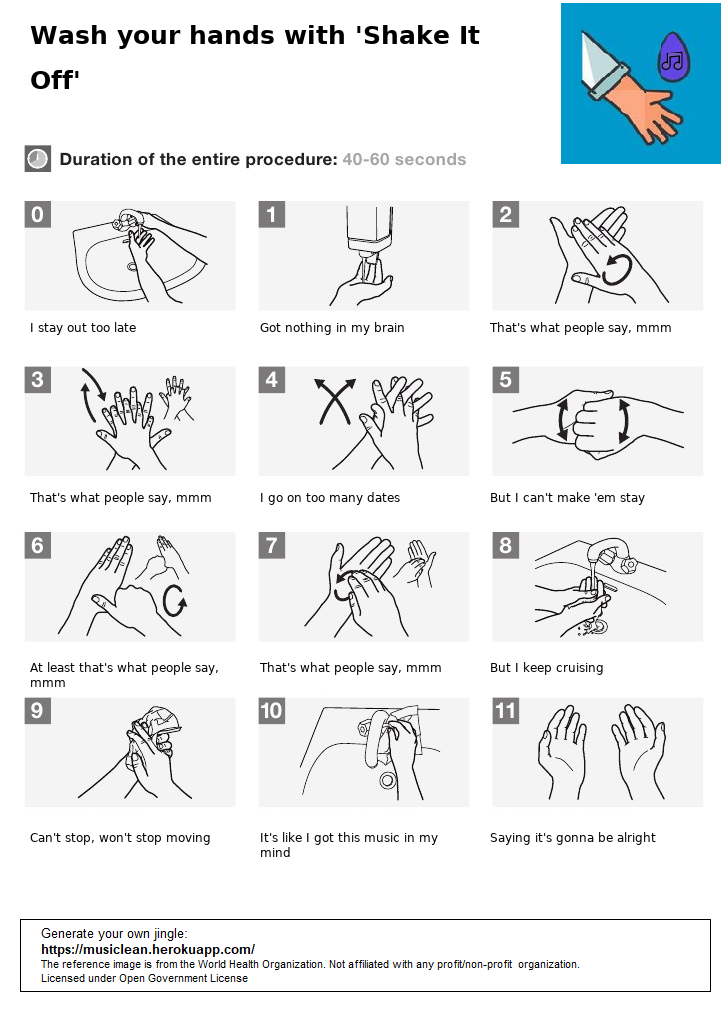 Wash your hands with 'Shake It
Off'
Duration of the entire procedure: 40-60 seconds
0
1
2
I stay out too late
Got nothing in my brain
That's what people say, mmm
3
4
5
That's what people say, mmm
I go on too many dates
But I can't make 'em stay
6
7
8
At least that's what people say,
mmm
That's what people say, mmm
But I keep cruising
9
10
11
Can't stop, won't stop moving
It's like I got this music in my
mind
Saying it's gonna be alright
Generate your own jingle:
https://musiclean.herokuapp.com/
The reference image is from the World Health Organization. Not affiliated with any profit/non-profit organization.
Licensed under Open Government License